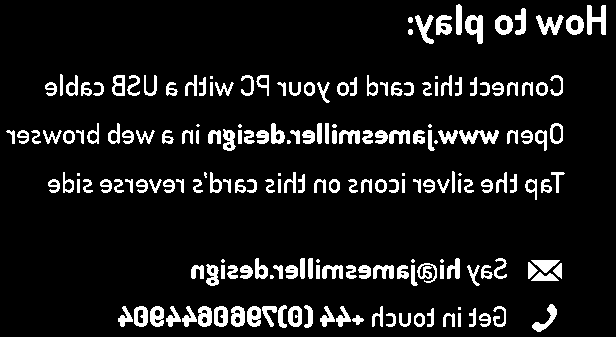 How to play:
Connect this card to your PC with a USB cable
Open www.jamesmiller.design in a web browser
Tap the silver icons on this card's reverse side
Say hi@jamesmiller.design
Get in touch +44 (0)7960644904